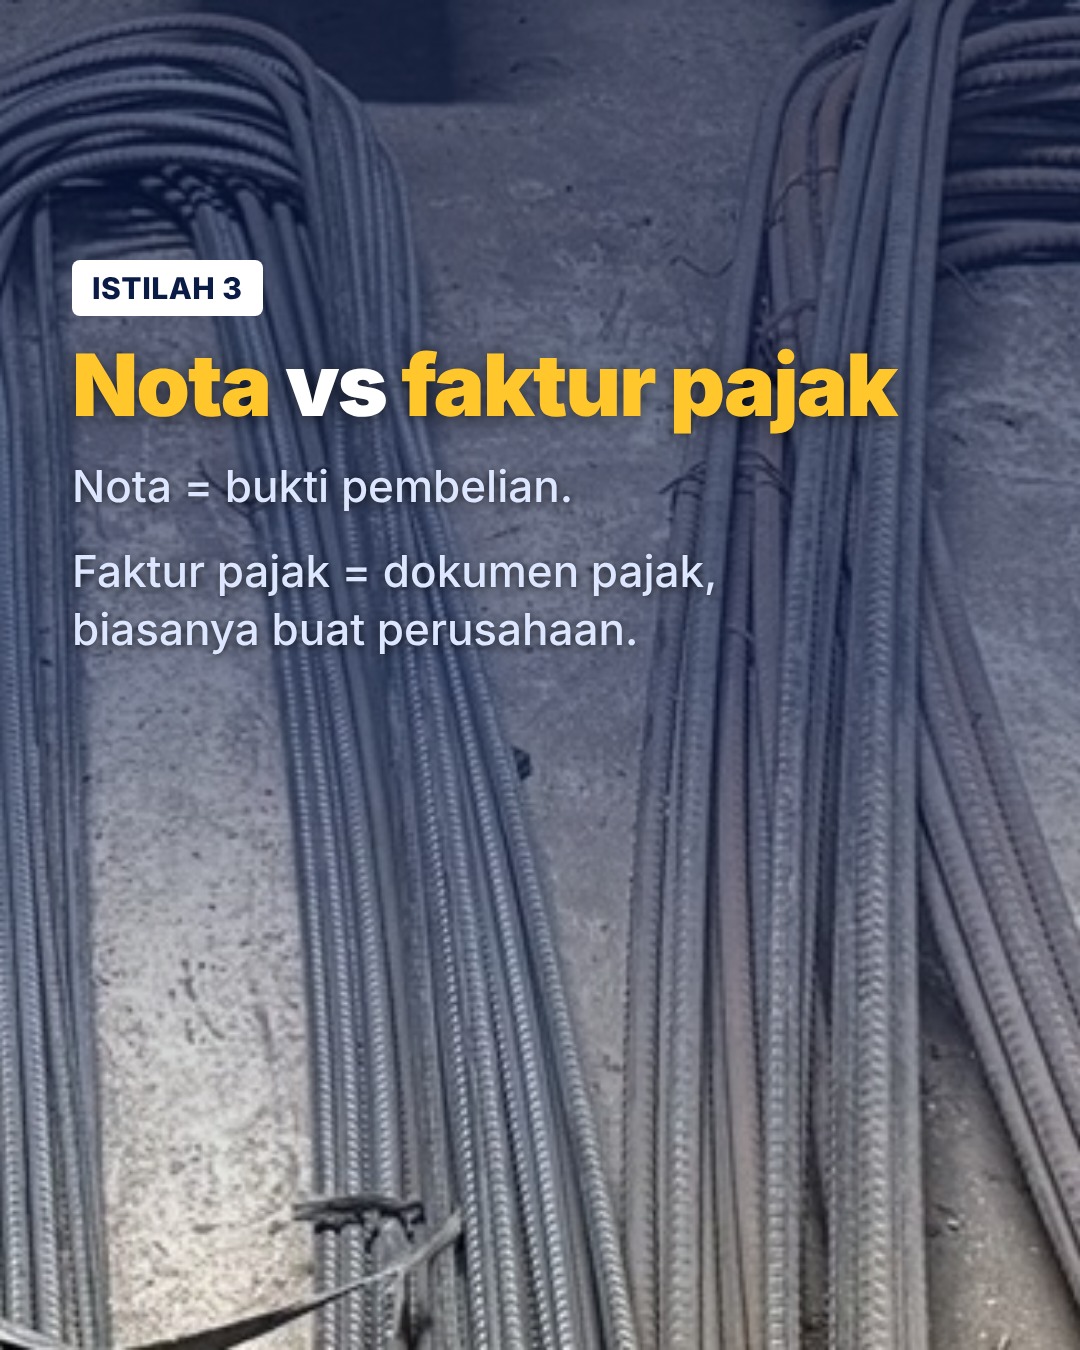 ISTILAH 3
Nota vs faktur pajak
Nota = bukti pembelian.
Faktur pajak = dokumen pajak,
biasanya buat perusahaan.